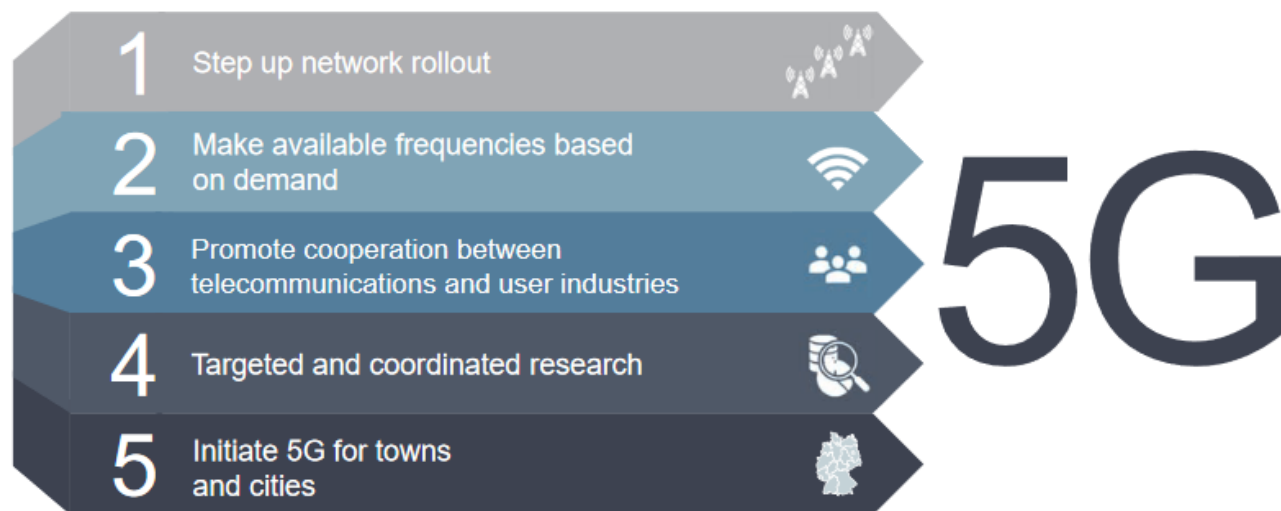 1 Step up network rollout
2 Make available frequencies based
on demand
3 Promote cooperation between
telecommunications and user industries
4 Targeted and coordinated research
5 Initiate 5G for towns
and cities
5G